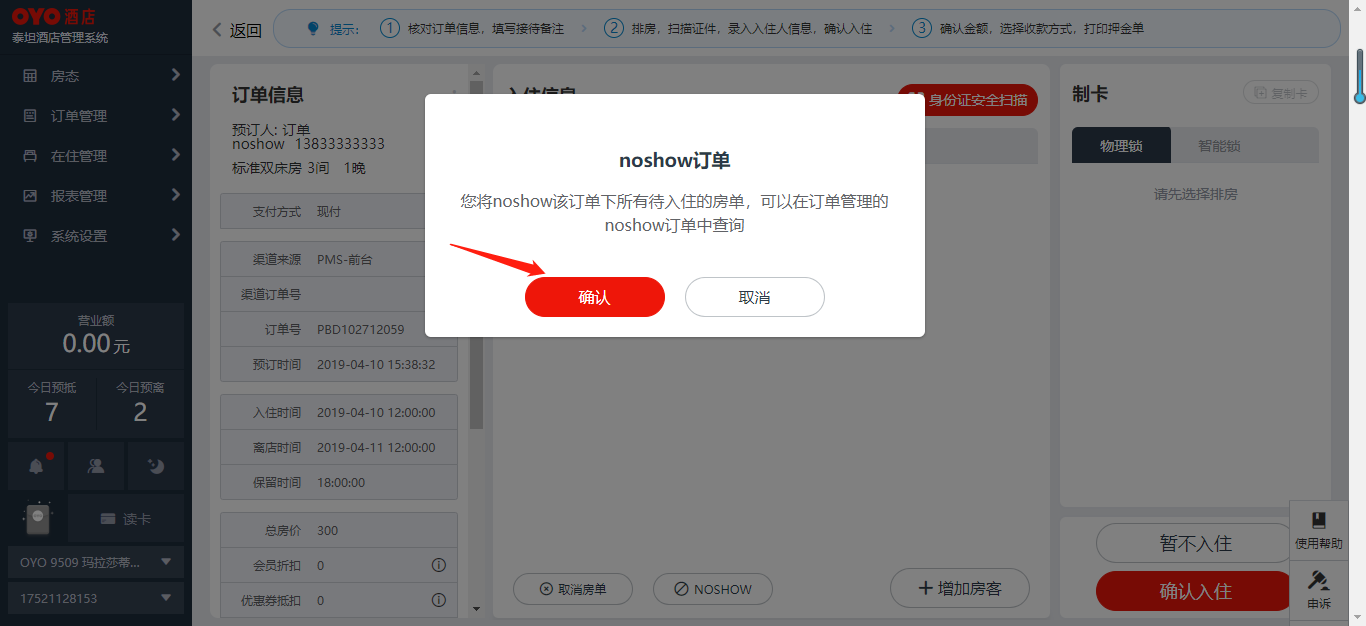 OYO 酒店
泰坦酒店管理系统
房态
订单管理
在住管理
报表管理
系统设置
营业额
0.00元
今日预抵
7
今日预离
2
读卡
OYO 9509 玛拉莎蒂...
17521128153
返回
提示:
1 核对订单信息，填写接待备注
2 排房，扫描证件，录入入住人信息，确认入住
3 确认金额，选择收款方式，打印押金单
订单信息
预订人: 订单
noshow 13833333333
标准双床房 3间 1晚
支付方式 现付
渠道来源 PMS-前台
渠道订单号
订单号 PBD102712059
预订时间 2019-04-10 15:38:32
入住时间 2019-04-10 12:00:00
离店时间 2019-04-11 12:00:00
保留时间 18:00:00
总房价 300
会员折扣 0
优惠券抵扣 0
入住信息
身份证安全扫描
noshow订单
您将noshow该订单下所有待入住的房单，可以在订单管理的
noshow订单中查询
确认
取消
取消房单
NOSHOW
增加房客
制卡
复制卡
物理锁
智能锁
请先选择排房
暂不入住
确认入住
使用帮助
申诉